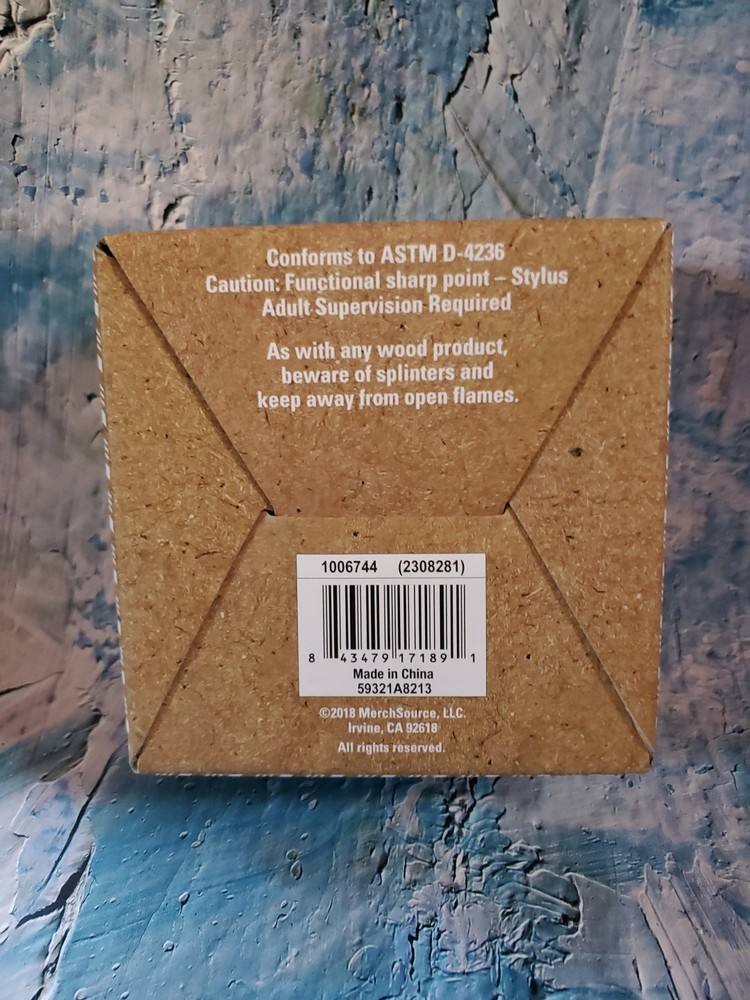 Conforms to ASTM D-4236
Caution: Functional sharp point – Stylus
Adult Supervision Required
As with any wood product,
beware of splinters and
keep away from open flames.
1006744 (2308281)
8 43479 17189 1
Made in China
59321A8213
©2018 MerchSource, LLC.
Irvine, CA 92618
All rights reserved.